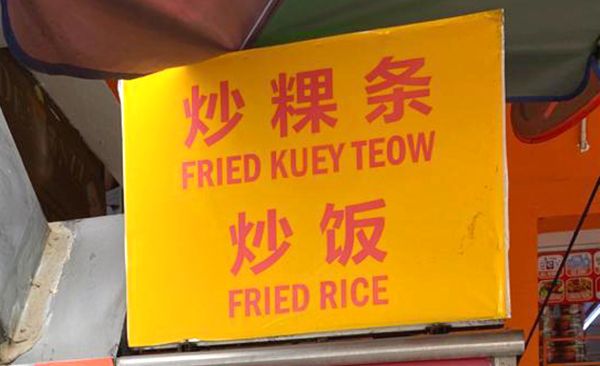 炒粿条
FRIED KUEY TEOW
炒饭
FRIED RICE